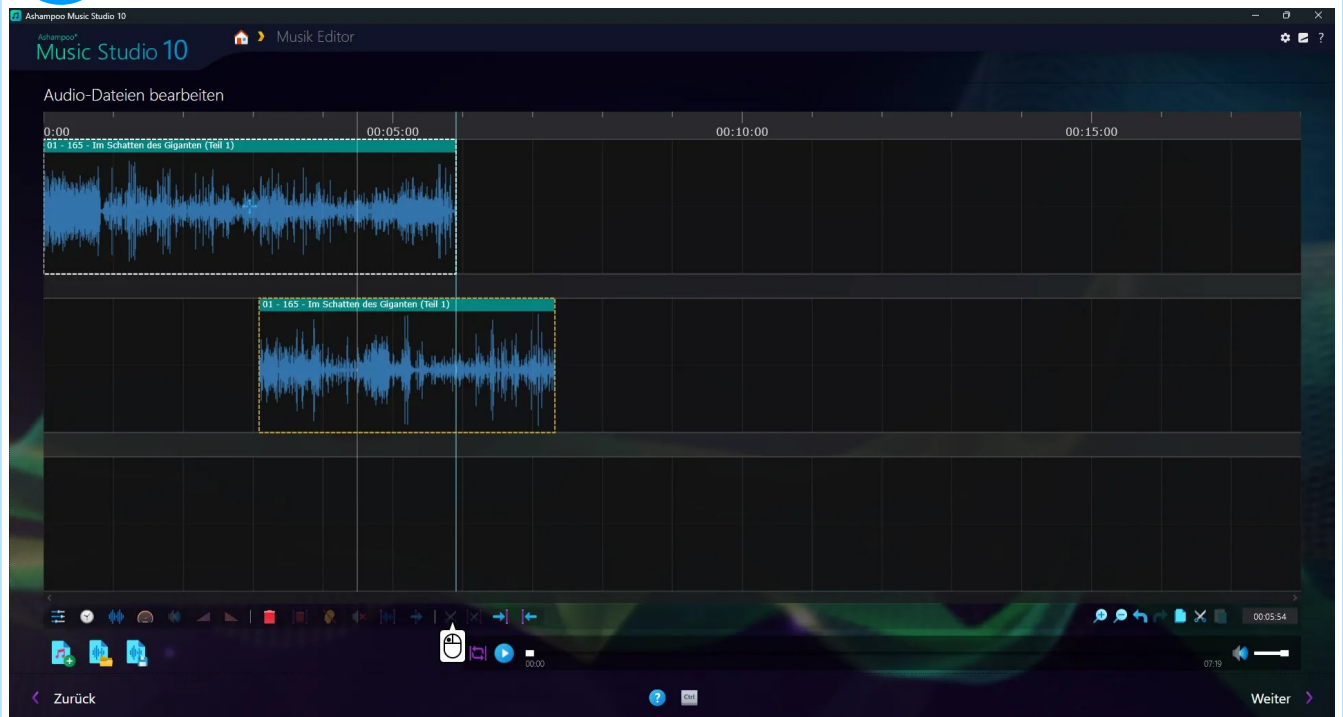 Ashampoo Music Studio 10
Ashampoo®
Music Studio 10
Musik Editor
?
Audio-Dateien bearbeiten
0:00 00:05:00 00:10:00 00:15:00
01 - 165 - Im Schatten des Giganten (Teil 1)
01 - 165 - Im Schatten des Giganten (Teil 1)
00:05:54
00:00
07:19
Zurück
?
Ctrl
Weiter